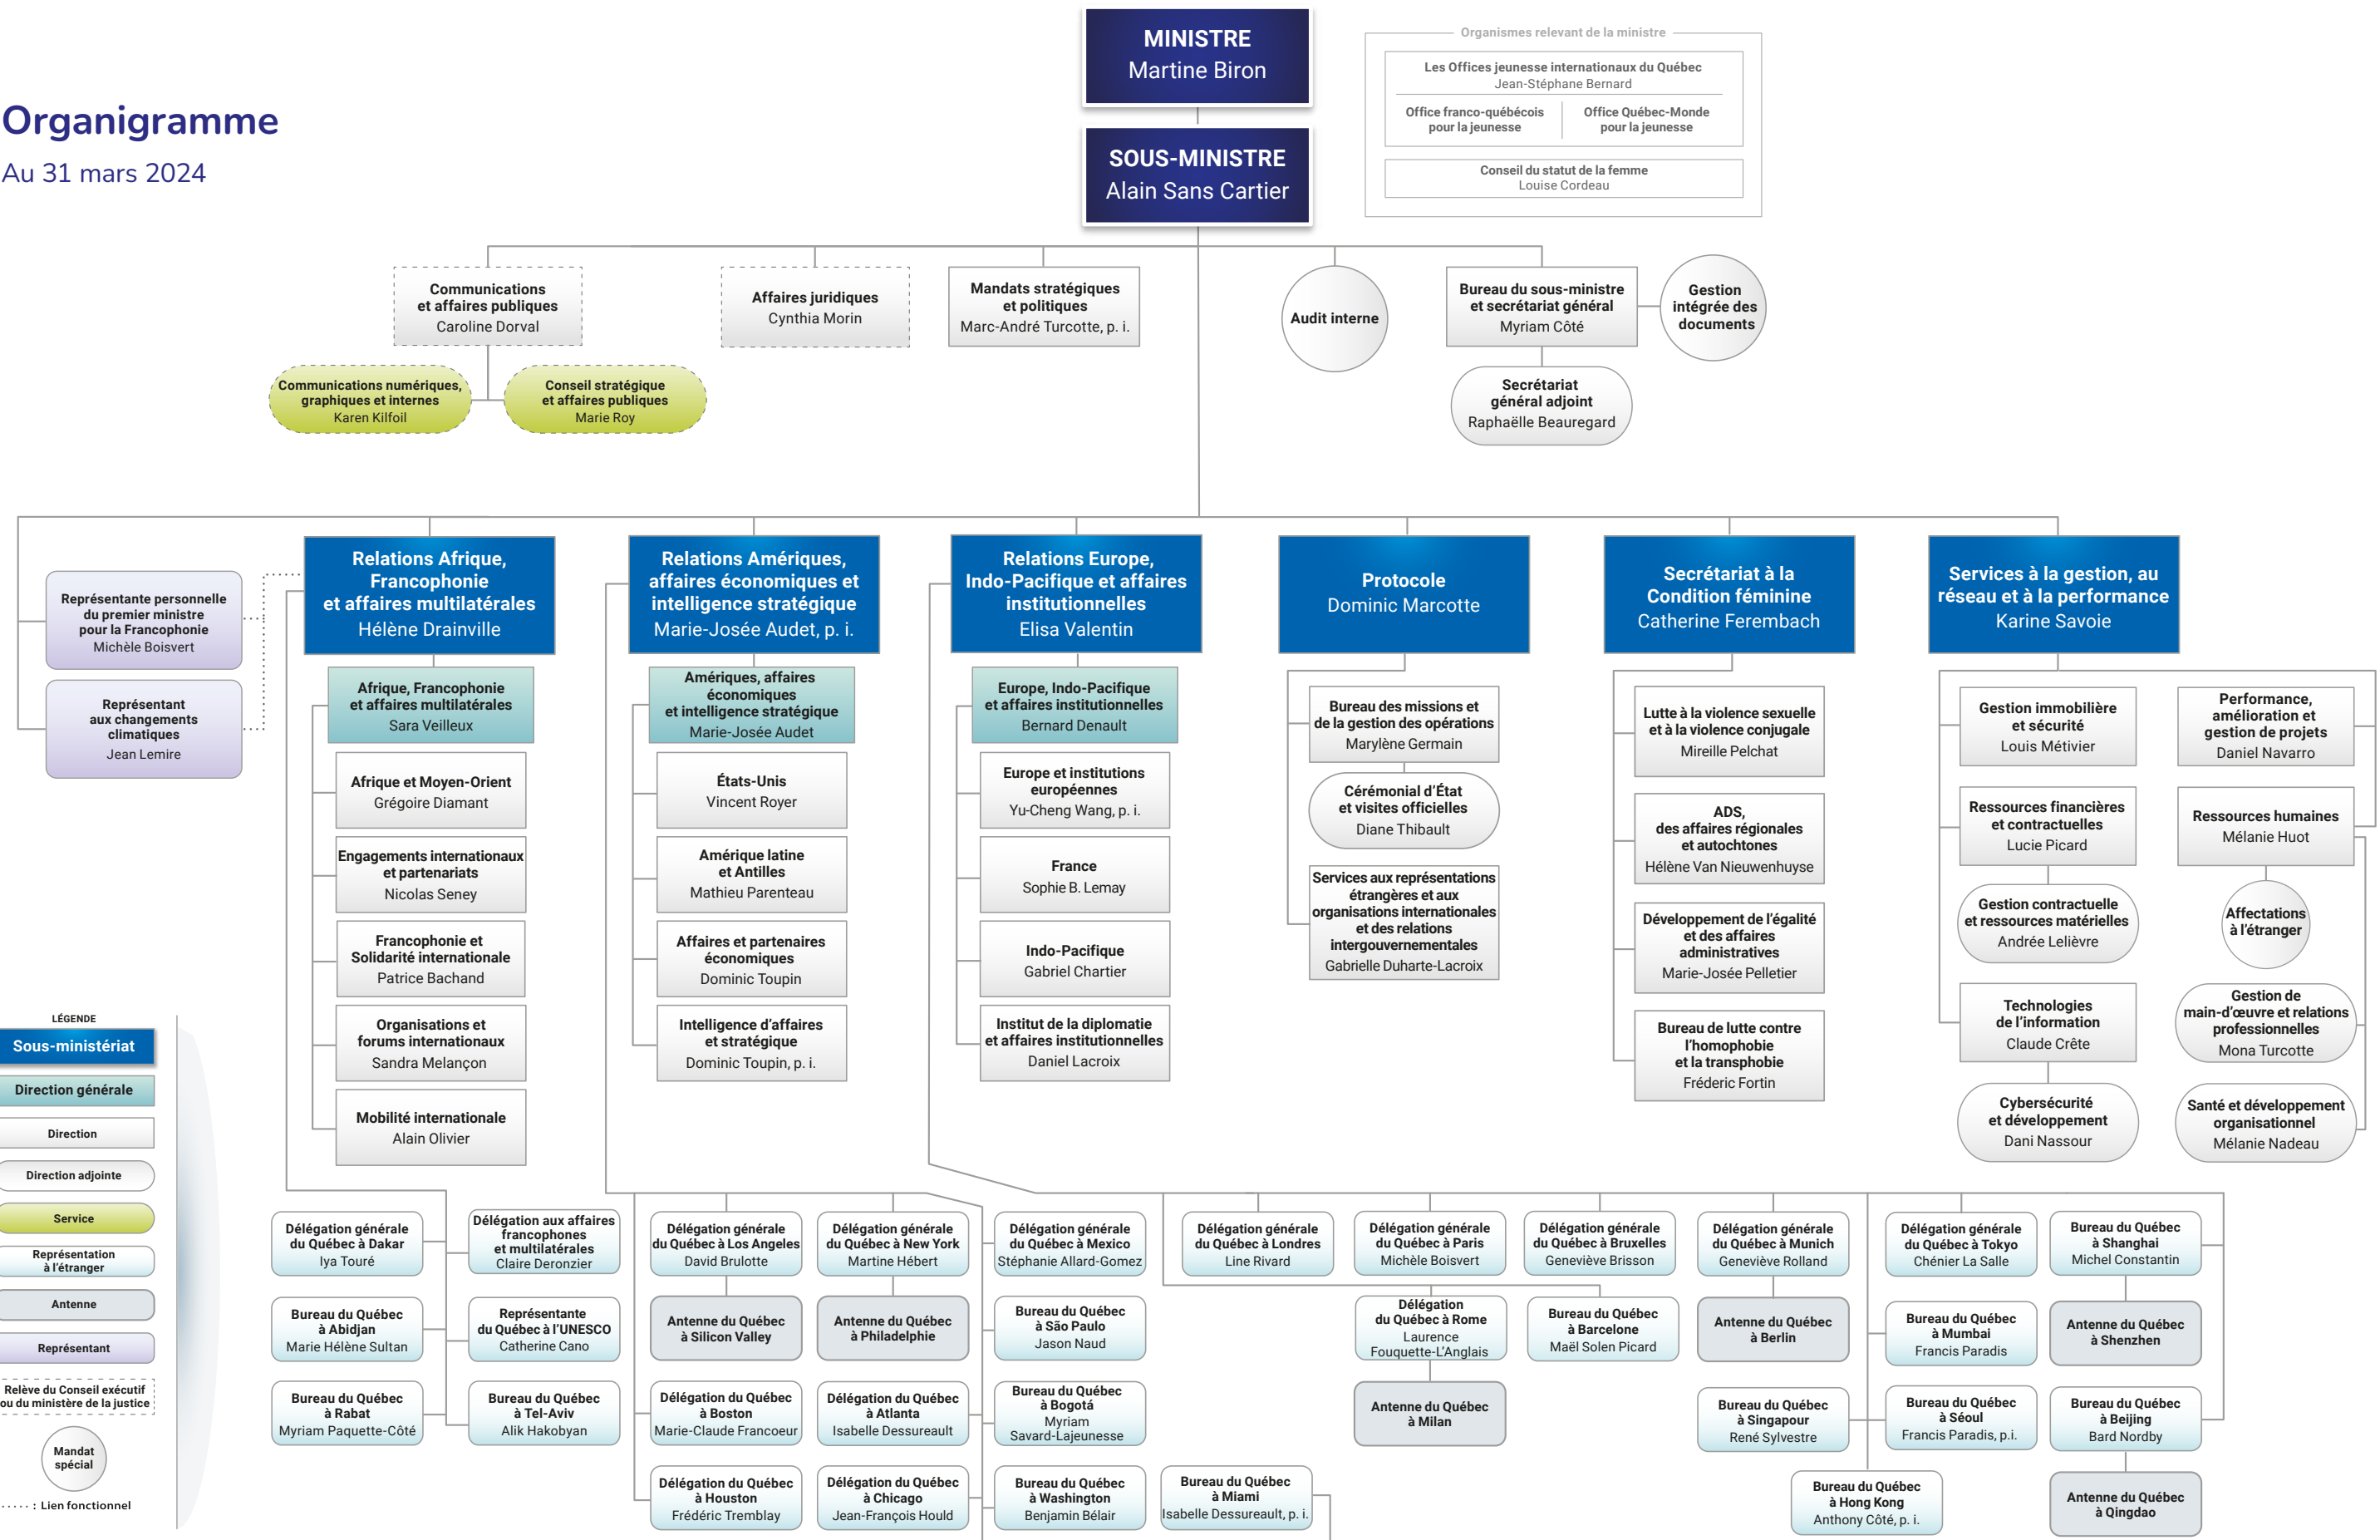 Organigramme
Au 31 mars 2024
MINISTRE
Martine Biron
SOUS-MINISTRE
Alain Sans Cartier
Organismes relevant de la ministre
Les Offices jeunesse internationaux du Québec
Jean-Stéphane Bernard
Office franco-québécois
pour la jeunesse
Office Québec-Monde
pour la jeunesse
Conseil du statut de la femme
Louise Cordeau
Communications
et affaires publiques
Caroline Dorval
Affaires juridiques
Cynthia Morin
Mandats stratégiques
et politiques
Marc-André Turcotte, p. i.
Audit interne
Bureau du sous-ministre
et secrétariat général
Myriam Côté
Gestion
intégrée des
documents
Communications numériques,
graphiques et internes
Karen Kilfoil
Conseil stratégique
et affaires publiques
Marie Roy
Secrétariat
général adjoint
Raphaëlle Beauregard
Représentante personnelle
du premier ministre
pour la Francophonie
Michèle Boisvert
Représentant
aux changements
climatiques
Jean Lemire
Relations Afrique,
Francophonie
et affaires multilatérales
Hélène Drainville
Afrique, Francophonie
et affaires multilatérales
Sara Veilleux
Afrique et Moyen-Orient
Grégoire Diamant
Engagements internationaux
et partenariats
Nicolas Seney
Francophonie et
Solidarité internationale
Patrice Bachand
Organisations et
forums internationaux
Sandra Melançon
Mobilité internationale
Alain Olivier
Relations Amériques,
affaires économiques et
intelligence stratégique
Marie-Josée Audet, p. i.
Amériques, affaires
économiques
et intelligence stratégique
Marie-Josée Audet
États-Unis
Vincent Royer
Amérique latine
et Antilles
Mathieu Parenteau
Affaires et partenaires
économiques
Dominic Toupin
Intelligence d'affaires
et stratégique
Dominic Toupin, p. i.
Relations Europe,
Indo-Pacifique et affaires
institutionnelles
Elisa Valentin
Europe, Indo-Pacifique
et affaires institutionnelles
Bernard Denault
Europe et institutions
européennes
Yu-Cheng Wang, p. i.
France
Sophie B. Lemay
Indo-Pacifique
Gabriel Chartier
Institut de la diplomatie
et affaires institutionnelles
Daniel Lacroix
Protocole
Dominic Marcotte
Bureau des missions et
de la gestion des opérations
Marylène Germain
Cérémonial d'État
et visites officielles
Diane Thibault
Services aux représentations
étrangères et aux
organisations internationales
et des relations
intergouvernementales
Gabrielle Duharte-Lacroix
Secrétariat à la
Condition féminine
Catherine Ferembach
Lutte à la violence sexuelle
et à la violence conjugale
Mireille Pelchat
ADS,
des affaires régionales
et autochtones
Hélène Van Nieuwenhuyse
Développement de l'égalité
et des affaires
administratives
Marie-Josée Pelletier
Bureau de lutte contre
l'homophobie
et la transphobie
Fréderic Fortin
Services à la gestion, au
réseau et à la performance
Karine Savoie
Gestion immobilière
et sécurité
Louis Métivier
Ressources financières
et contractuelles
Lucie Picard
Gestion contractuelle
et ressources matérielles
Andrée Lelièvre
Technologies
de l'information
Claude Crête
Cybersécurité
et développement
Dani Nassour
Performance,
amélioration et
gestion de projets
Daniel Navarro
Ressources humaines
Mélanie Huot
Affectations
à l'étranger
Gestion de
main-d'œuvre et relations
professionnelles
Mona Turcotte
Santé et développement
organisationnel
Mélanie Nadeau
LÉGENDE
Sous-ministériat
Direction générale
Direction
Direction adjointe
Service
Représentation
à l'étranger
Antenne
Représentant
Relève du Conseil exécutif
ou du ministère de la justice
Mandat
spécial
...... : Lien fonctionnel
Délégation générale
du Québec à Dakar
Iya Touré
Bureau du Québec
à Abidjan
Marie Hélène Sultan
Bureau du Québec
à Rabat
Myriam Paquette-Côté
Délégation aux affaires
francophones
et multilatérales
Claire Deronzier
Représentante
du Québec à l'UNESCO
Catherine Cano
Bureau du Québec
à Tel-Aviv
Alik Hakobyan
Délégation générale
du Québec à Los Angeles
David Brulotte
Antenne du Québec
à Silicon Valley
Délégation du Québec
à Boston
Marie-Claude Francoeur
Délégation du Québec
à Houston
Frédéric Tremblay
Délégation générale
du Québec à New York
Martine Hébert
Antenne du Québec
à Philadelphie
Délégation du Québec
à Atlanta
Isabelle Dessureault
Délégation du Québec
à Chicago
Jean-François Hould
Délégation générale
du Québec à Mexico
Stéphanie Allard-Gomez
Bureau du Québec
à São Paulo
Jason Naud
Bureau du Québec
à Bogotá
Myriam
Savard-Lajeunesse
Bureau du Québec
à Washington
Benjamin Bélair
Bureau du Québec
à Miami
Isabelle Dessureault, p. i.
Délégation générale
du Québec à Londres
Line Rivard
Délégation générale
du Québec à Paris
Michèle Boisvert
Délégation
du Québec à Rome
Laurence
Fouquette-L'Anglais
Antenne du Québec
à Milan
Délégation générale
du Québec à Bruxelles
Geneviève Brisson
Bureau du Québec
à Barcelone
Maël Solen Picard
Délégation générale
du Québec à Munich
Geneviève Rolland
Antenne du Québec
à Berlin
Bureau du Québec
à Singapour
René Sylvestre
Délégation générale
du Québec à Tokyo
Chénier La Salle
Bureau du Québec
à Mumbai
Francis Paradis
Bureau du Québec
à Séoul
Francis Paradis, p.i.
Bureau du Québec
à Hong Kong
Anthony Côté, p. i.
Bureau du Québec
à Shanghai
Michel Constantin
Antenne du Québec
à Shenzhen
Bureau du Québec
à Beijing
Bard Nordby
Antenne du Québec
à Qingdao